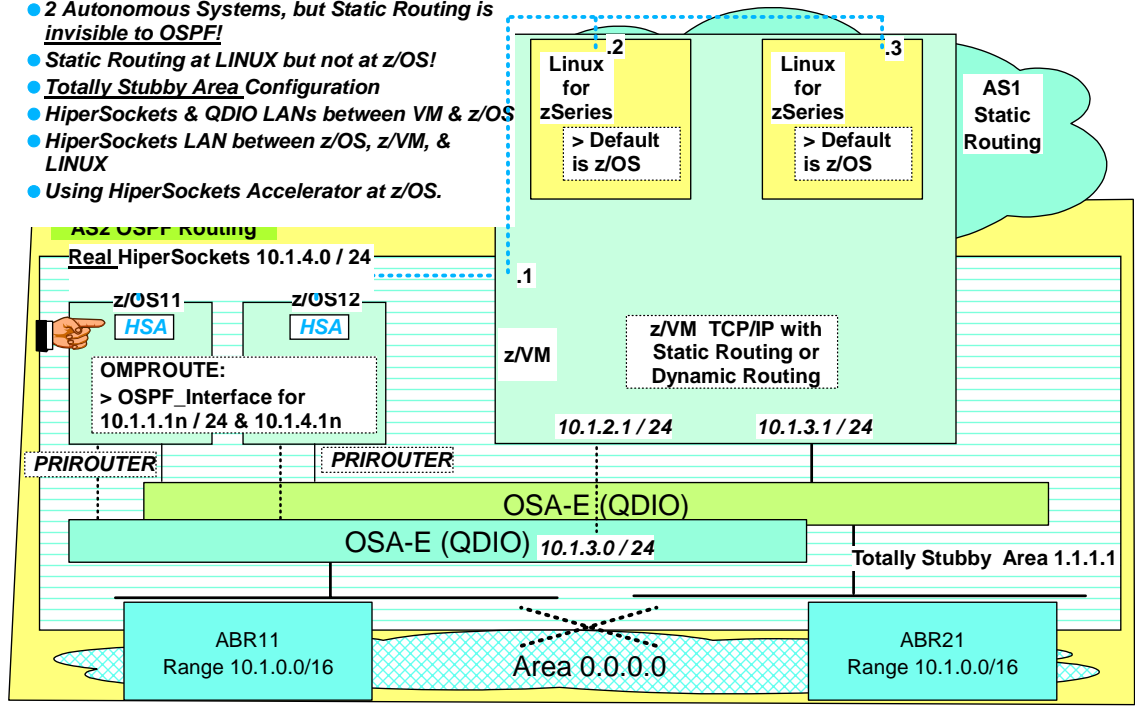 2 Autonomous Systems, but Static Routing is
invisible to OSPF!
Static Routing at LINUX but not at z/OS!
Totally Stubby Area Configuration
HiperSockets & QDIO LANs between VM & z/OS
HiperSockets LAN between z/OS, z/VM, &
LINUX
Using HiperSockets Accelerator at z/OS.
.2
Linux
for
zSeries
> Default
is z/OS
.3
Linux
for
zSeries
> Default
is z/OS
AS1
Static
Routing
AS2 OSPF Routing
Real HiperSockets 10.1.4.0 / 24
.1
z/OS11
HSA
z/OS12
HSA
OMPROUTE:
> OSPF_Interface for
10.1.1.1n / 24 & 10.1.4.1n
z/VM
z/VM TCP/IP with
Static Routing or
Dynamic Routing
10.1.2.1 / 24
10.1.3.1 / 24
PRIROUTER
PRIROUTER
OSA-E (QDIO)
OSA-E (QDIO)
10.1.3.0 / 24
Totally Stubby Area 1.1.1.1
ABR11
Range 10.1.0.0/16
Area 0.0.0.0
ABR21
Range 10.1.0.0/16